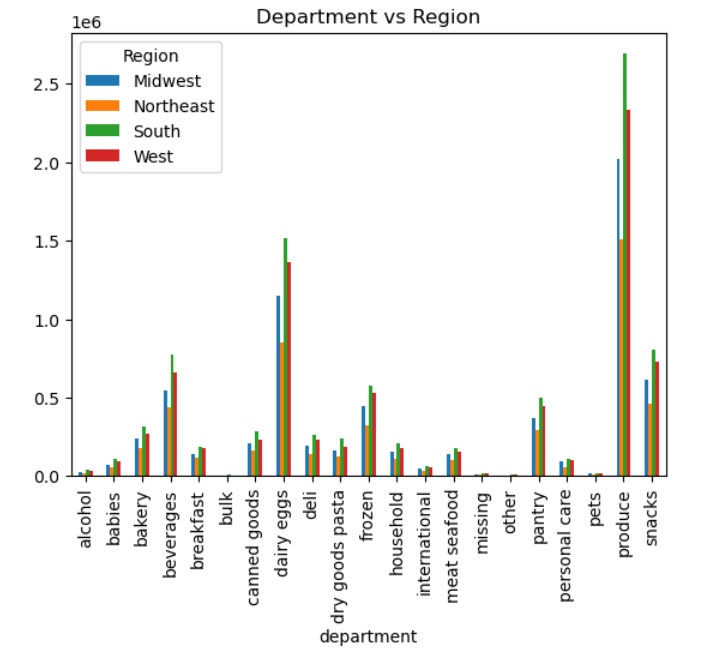 Department vs Region
1e6
Region
Midwest
Northeast
South
West
2.5
2.0
1.5
1.0
0.5
0.0
alcohol
babies
bakery
beverages
breakfast
bulk
canned goods
dairy eggs
deli
dry goods pasta
frozen
household
international
meat seafood
missing
other
pantry
personal care
pets
produce
snacks
department